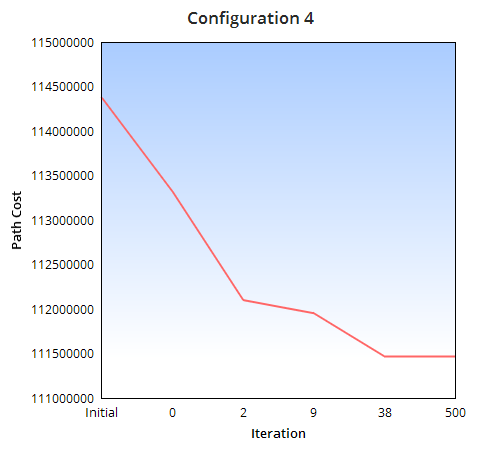 Configuration 4
115000000
114500000
114000000
113500000
113000000
112500000
112000000
111500000
111000000
Path Cost
Initial 0 2 9 38 500
Iteration